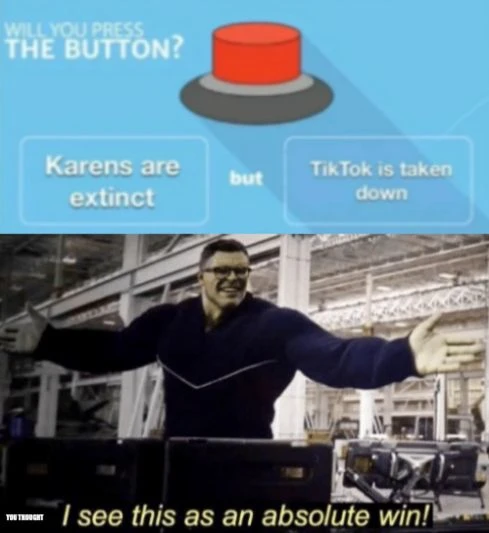 WILL YOU PRESS
THE BUTTON?
Karens are
extinct
but
TikTok is taken
down
YOU THOUGHT
I see this as an absolute win!